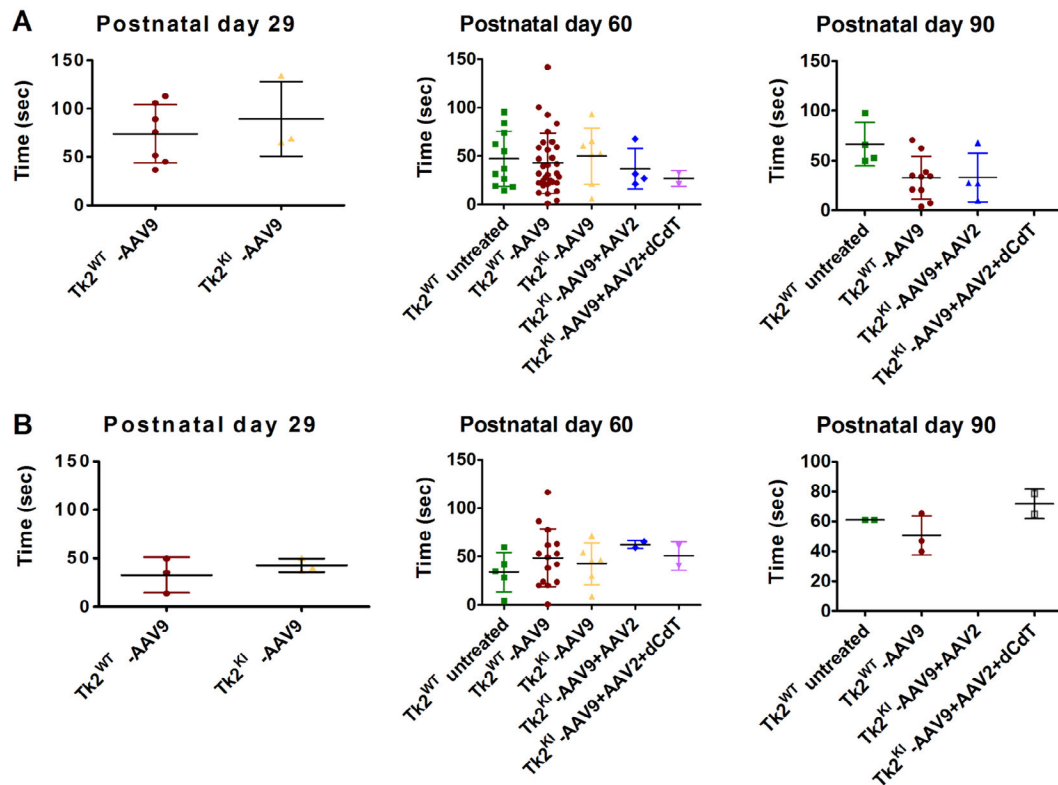 A
Postnatal day 29
Time (sec)
150
100
50
0
Tk2WT -AAV9
Tk2KI -AAV9
Postnatal day 60
Time (sec)
150
100
50
0
Tk2WT untreated
Tk2WT -AAV9
Tk2KI -AAV9
Tk2KI -AAV9+AAV2
Tk2KI -AAV9+AAV2+dCdT
Postnatal day 90
Time (sec)
150
100
50
0
Tk2WT untreated
Tk2WT -AAV9
Tk2KI -AAV9+AAV2
Tk2KI -AAV9+AAV2+dCdT
B
Postnatal day 29
Time (sec)
150
100
50
0
Tk2WT -AAV9
Tk2KI -AAV9
Postnatal day 60
Time (sec)
150
100
50
0
Tk2WT untreated
Tk2WT -AAV9
Tk2KI -AAV9
Tk2KI -AAV9+AAV2
Tk2KI -AAV9+AAV2+dCdT
Postnatal day 90
Time (sec)
100
80
60
40
20
0
Tk2WT untreated
Tk2WT -AAV9
Tk2KI -AAV9+AAV2
Tk2KI -AAV9+AAV2+dCdT